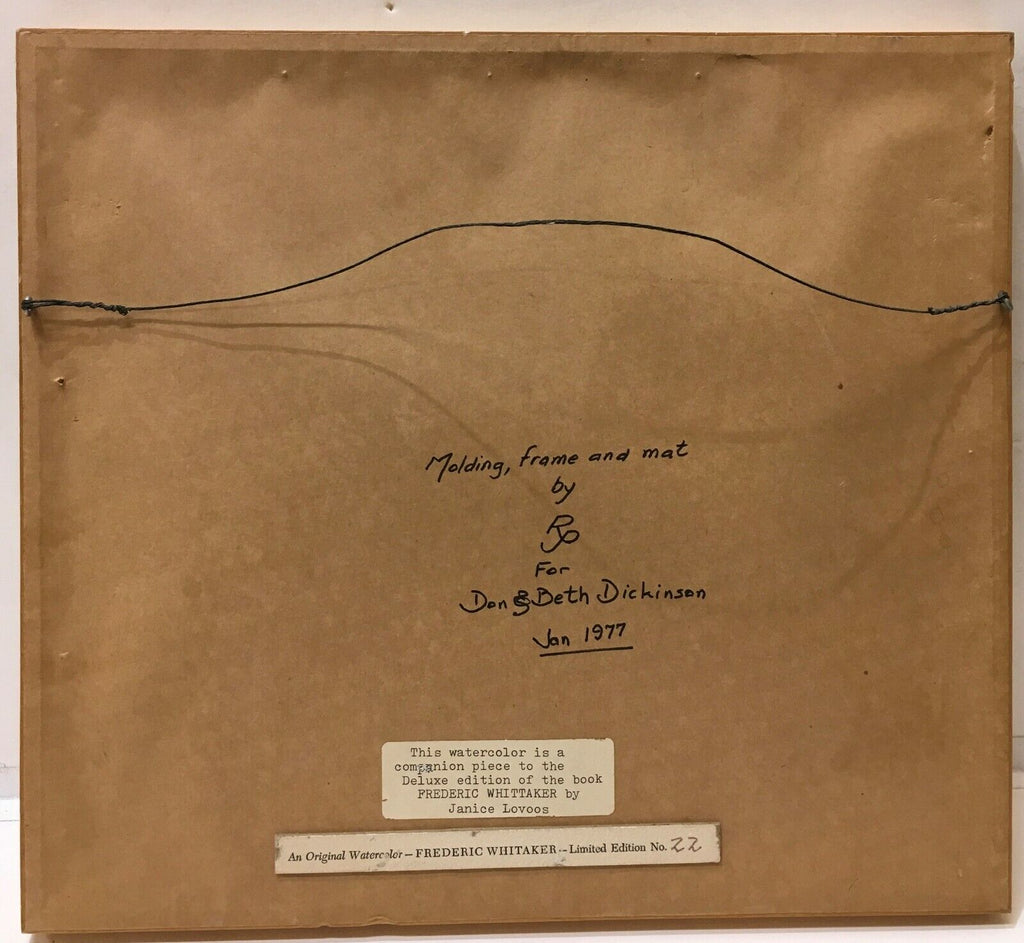 Molding, frame and mat
by
For
Don & Beth Dickinson
Jan 1977
This watercolor is a
companion piece to the
Deluxe edition of the book
FREDERIC WHITTAKER by
Janice Lovoos
An Original Watercolor – FREDERIC WHITAKER – Limited Edition No. 22